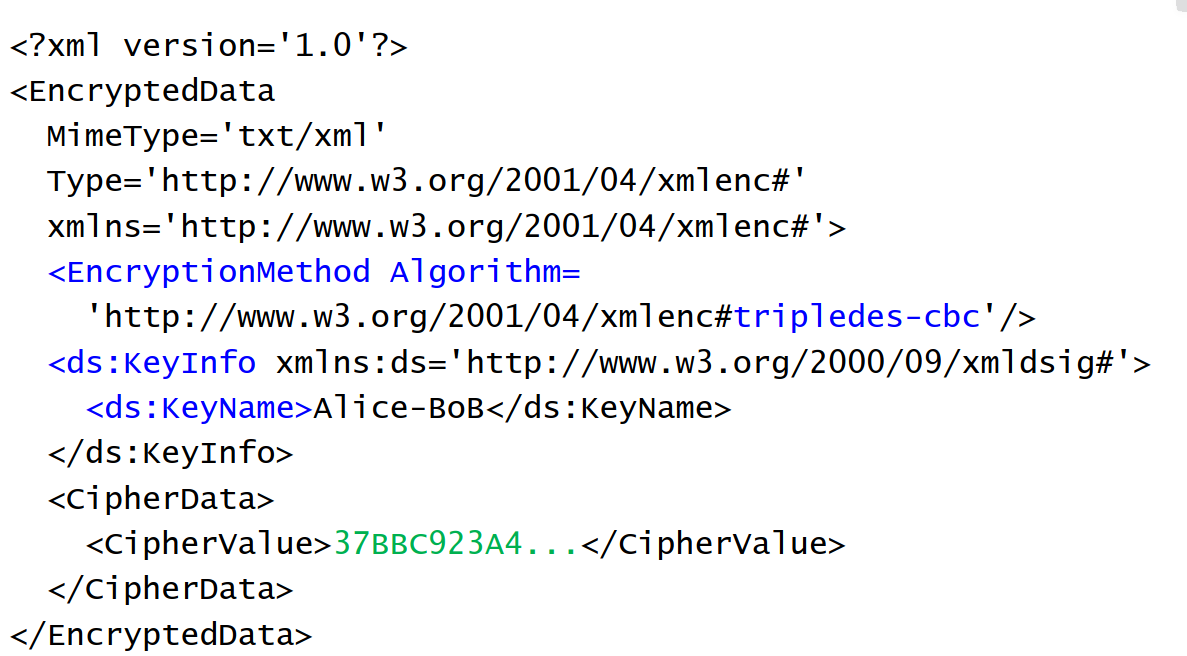 <?xml version='1.0'?>
<EncryptedData
  MimeType='txt/xml'
  Type='http://www.w3.org/2001/04/xmlenc#'
  xmlns='http://www.w3.org/2001/04/xmlenc#'>
  <EncryptionMethod Algorithm=
    'http://www.w3.org/2001/04/xmlenc#tripledes-cbc'/>
  <ds:KeyInfo xmlns:ds='http://www.w3.org/2000/09/xmldsig#'>
    <ds:KeyName>Alice-BoB</ds:KeyName>
  </ds:KeyInfo>
  <CipherData>
    <CipherValue>37BBC923A4...</CipherValue>
  </CipherData>
</EncryptedData>